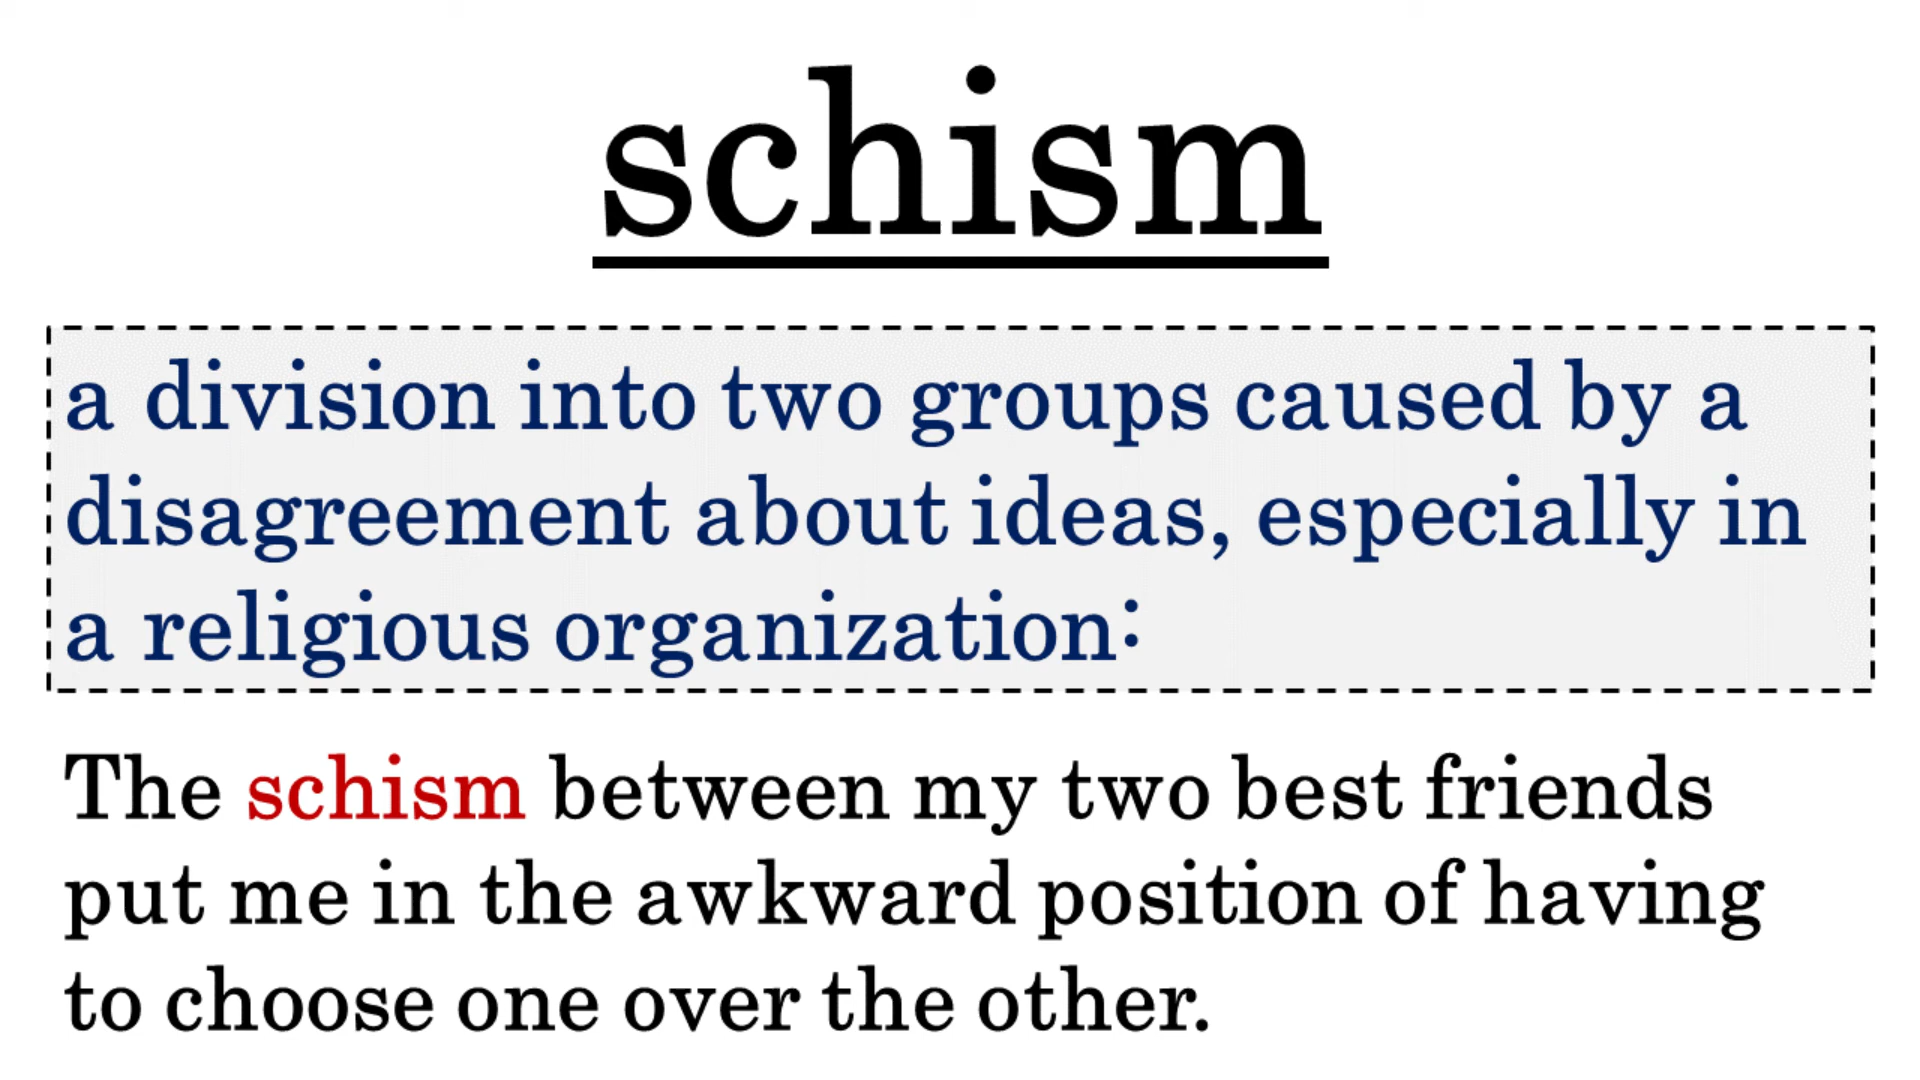 schism
a division into two groups caused by a
disagreement about ideas, especially in
a religious organization:
The schism between my two best friends
put me in the awkward position of having
to choose one over the other.